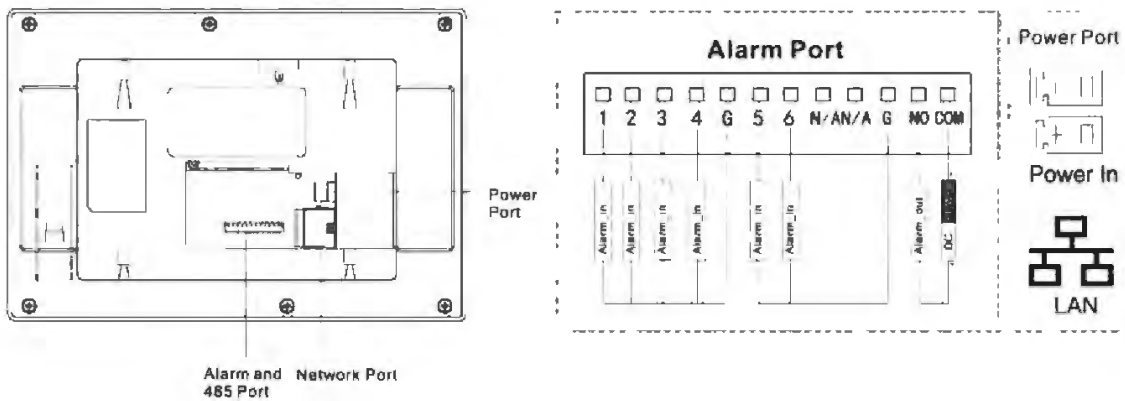 Power
Port
Alarm and
485 Port
Network Port
Alarm Port
1 2 3 4 G 5 6 N/A N/A G NO COM
Alarm_in
Alarm_in
Alarm_in
Alarm_in
Alarm_in
Alarm_in
Alarm_out
DC
Power Port
Power In
LAN